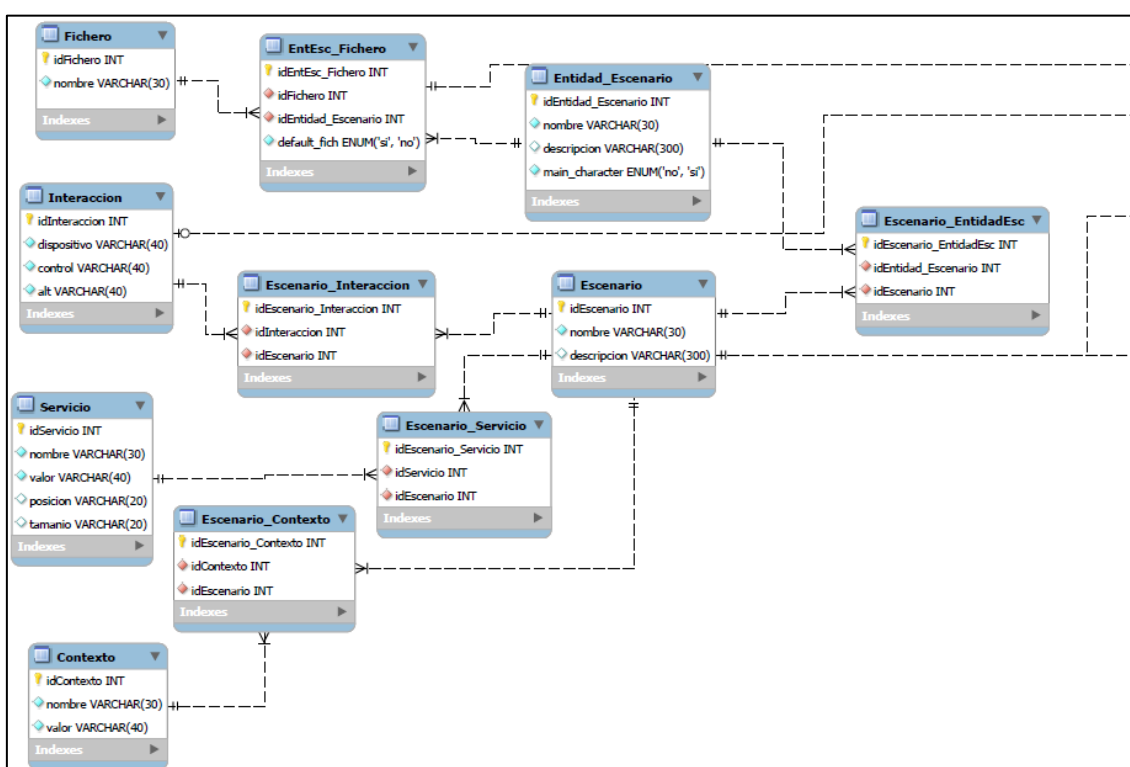 Fichero
idFichero INT
nombre VARCHAR(30)
Indexes
EntEsc_Fichero
idEntEsc_Fichero INT
idFichero INT
idEntidad_Escenario INT
default_fich ENUM('si', 'no')
Indexes
Entidad_Escenario
idEntidad_Escenario INT
nombre VARCHAR(30)
descripcion VARCHAR(300)
main_character ENUM('no', 'si')
Indexes
Interaccion
idInteraccion INT
dispositivo VARCHAR(40)
control VARCHAR(40)
alt VARCHAR(40)
Indexes
Escenario_EntidadEsc
idEscenario_EntidadEsc INT
idEntidad_Escenario INT
idEscenario INT
Indexes
Escenario_Interaccion
idEscenario_Interaccion INT
idInteraccion INT
idEscenario INT
Indexes
Escenario
idEscenario INT
nombre VARCHAR(30)
descripcion VARCHAR(300)
Indexes
Servicio
idServicio INT
nombre VARCHAR(30)
valor VARCHAR(40)
posicion VARCHAR(20)
tamanio VARCHAR(20)
Indexes
Escenario_Servicio
idEscenario_Servicio INT
idServicio INT
idEscenario INT
Indexes
Escenario_Contexto
idEscenario_Contexto INT
idContexto INT
idEscenario INT
Indexes
Contexto
idContexto INT
nombre VARCHAR(30)
valor VARCHAR(40)
Indexes